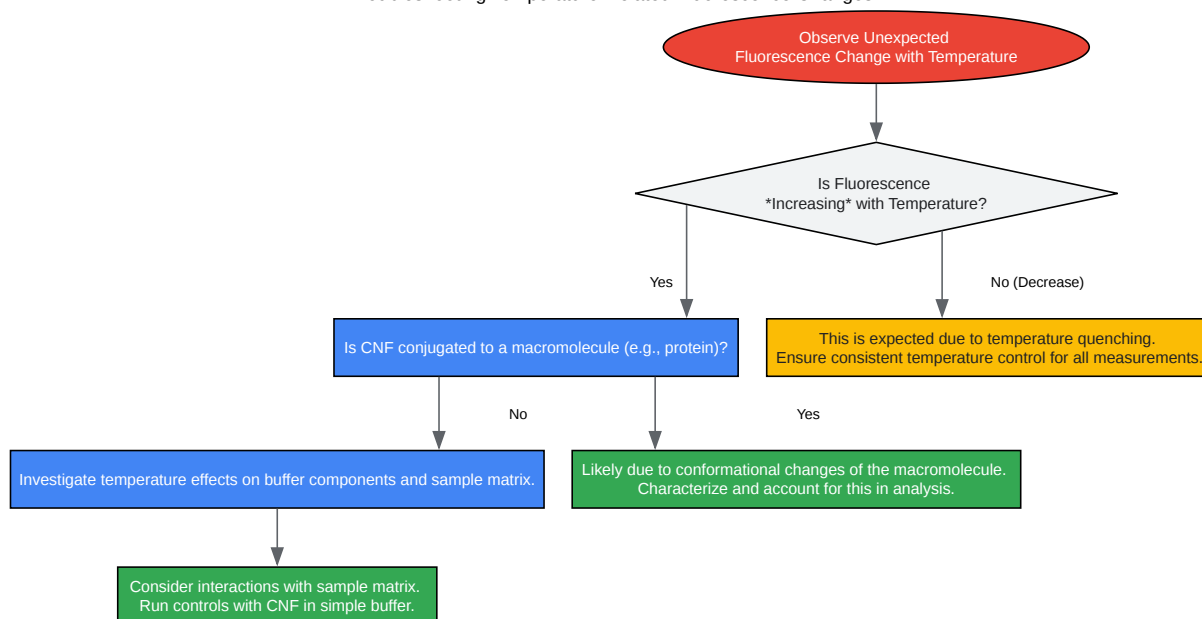 Observe Unexpected
Fluorescence Change with Temperature
Is Fluorescence
*Increasing* with Temperature?
Yes
No (Decrease)
Is CNF conjugated to a macromolecule (e.g., protein)?
This is expected due to temperature quenching.
Ensure consistent temperature control for all measurements.
No
Yes
Investigate temperature effects on buffer components and sample matrix.
Likely due to conformational changes of the macromolecule.
Characterize and account for this in analysis.
Consider interactions with sample matrix.
Run controls with CNF in simple buffer.